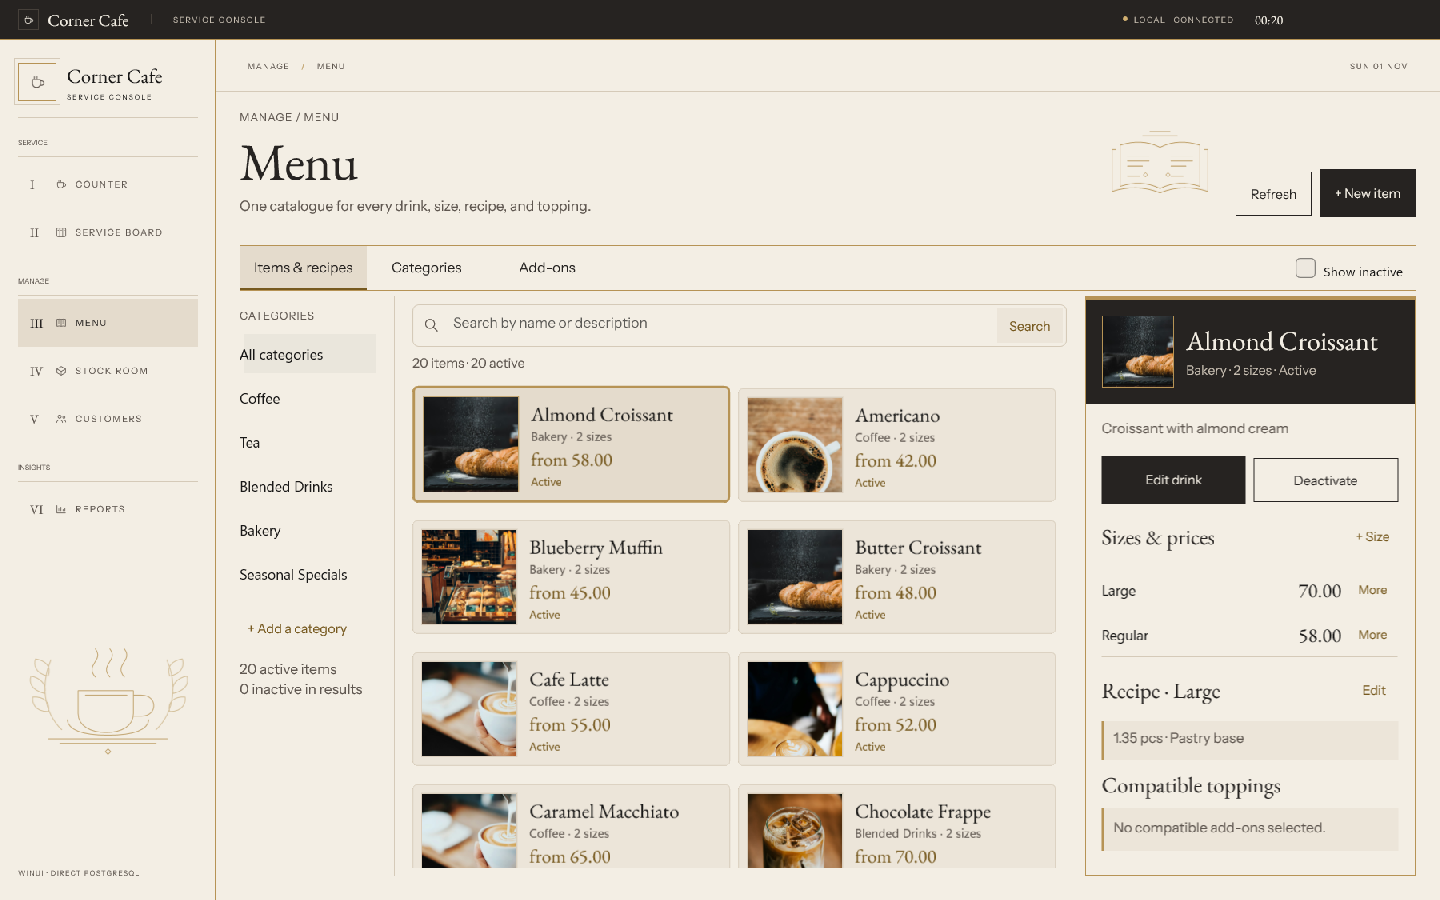 Corner Cafe
SERVICE CONSOLE
LOCAL · CONNECTED
00:20
Corner Cafe
SERVICE CONSOLE
SERVICE
I COUNTER
II SERVICE BOARD
MANAGE
III MENU
IV STOCK ROOM
V CUSTOMERS
INSIGHTS
VI REPORTS
WINUI · DIRECT POSTGRESQL
MANAGE / MENU
SUN 01 NOV
MANAGE / MENU
Menu
One catalogue for every drink, size, recipe, and topping.
Refresh
+ New item
Items & recipes
Categories
Add-ons
Show inactive
CATEGORIES
All categories
Coffee
Tea
Blended Drinks
Bakery
Seasonal Specials
+ Add a category
20 active items
0 inactive in results
Search by name or description
Search
20 items · 20 active
Almond Croissant
Bakery · 2 sizes
from 58.00
Active
Americano
Coffee · 2 sizes
from 42.00
Active
Blueberry Muffin
Bakery · 2 sizes
from 45.00
Active
Butter Croissant
Bakery · 2 sizes
from 48.00
Active
Cafe Latte
Coffee · 2 sizes
from 55.00
Active
Cappuccino
Coffee · 2 sizes
from 52.00
Active
Caramel Macchiato
Coffee · 2 sizes
from 65.00
Chocolate Frappe
Blended Drinks · 2 sizes
from 70.00
Almond Croissant
Bakery · 2 sizes · Active
Croissant with almond cream
Edit drink
Deactivate
Sizes & prices
+ Size
Large 70.00 More
Regular 58.00 More
Recipe · Large
Edit
1.35 pcs · Pastry base
Compatible toppings
No compatible add-ons selected.